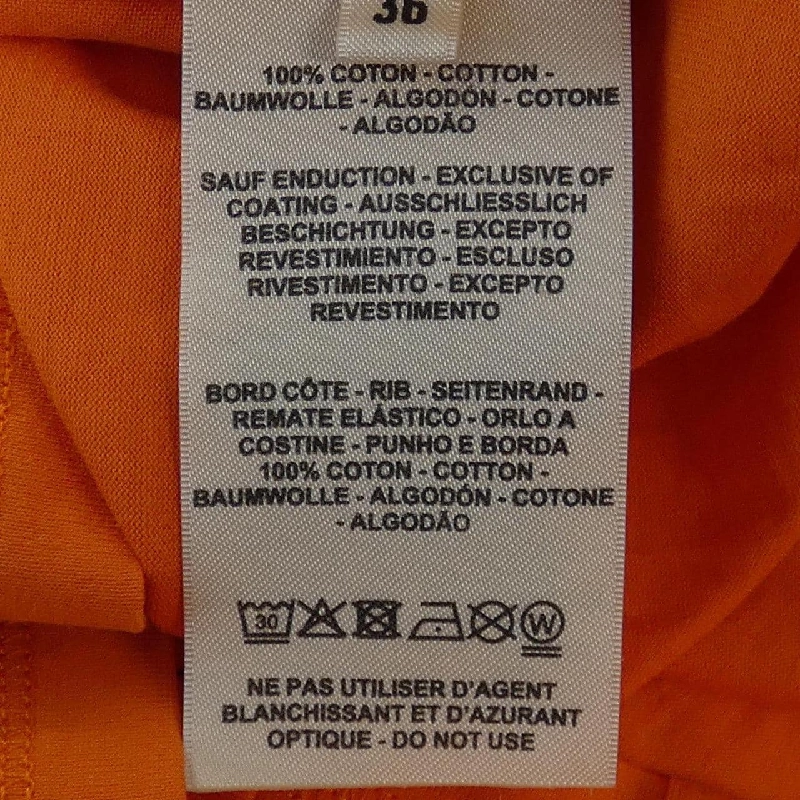 36
100% COTON - COTTON -
BAUMWOLLE - ALGODÓN - COTONE
- ALGODÃO
SAUF ENDUCTION - EXCLUSIVE OF
COATING - AUSSCHLIESSLICH
BESCHICHTUNG - EXCEPTO
REVESTIMIENTO - ESCLUSO
RIVESTIMENTO - EXCEPTO
REVESTIMENTO
BORD CÔTE - RIB - SEITENRAND -
REMATE ELÁSTICO - ORLO A
COSTINE - PUNHO E BORDA
100% COTON - COTTON -
BAUMWOLLE - ALGODÓN - COTONE
- ALGODÃO
30 W
NE PAS UTILISER D'AGENT
BLANCHISSANT ET D'AZURANT
OPTIQUE - DO NOT USE